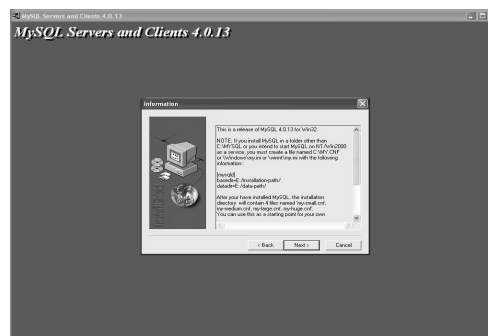 MySQL Servers and Clients 4.0.13
MySQL Servers and Clients 4.0.13
Information
This is a release of MySQL 4.0.13 for Win32.
NOTE: If you install MySQL in a folder other than
C:\MYSQL or you intend to start MySQL on NT/Win2000
as a service, you must create a file named C:\MY.CNF
or \Windows\my.ini or \winnt\my.ini with the following
information::
[mysqld]
basedir=E:/installation-path/
datadir=E:/data-path/
After your have installed MySQL, the installation
directory will contain 4 files named 'my-small.cnf,
my-medium.cnf, my-large.cnf, my-huge.cnf'.
You can use this as a starting point for your own
< Back
Next >
Cancel